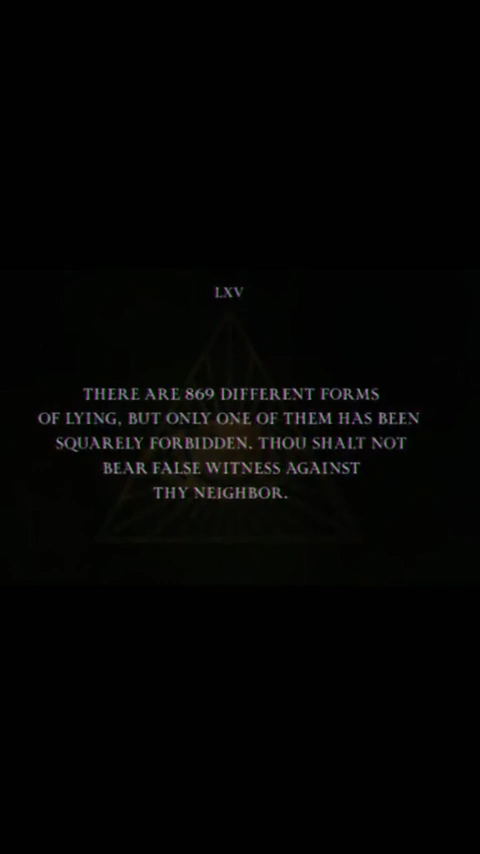 LXV
THERE ARE 869 DIFFERENT FORMS
OF LYING, BUT ONLY ONE OF THEM HAS BEEN
SQUARELY FORBIDDEN. THOU SHALT NOT
BEAR FALSE WITNESS AGAINST
THY NEIGHBOR.